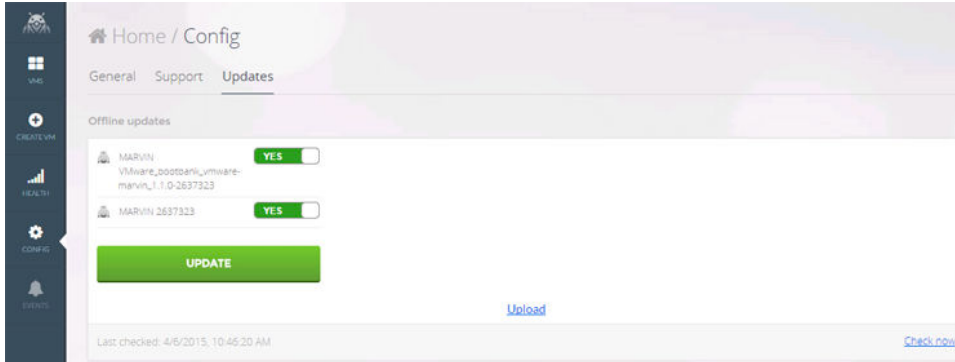 Home / Config
VMS
General Support Updates
CREATE VM
Offline updates
MARVIN
VMware_bootbank_vmware-
marvin_1.1.0-2637323
YES
HEALTH
MARVIN 2637323
YES
CONFIG
UPDATE
EVENTS
Upload
Last checked: 4/6/2015, 10:46:20 AM
Check now